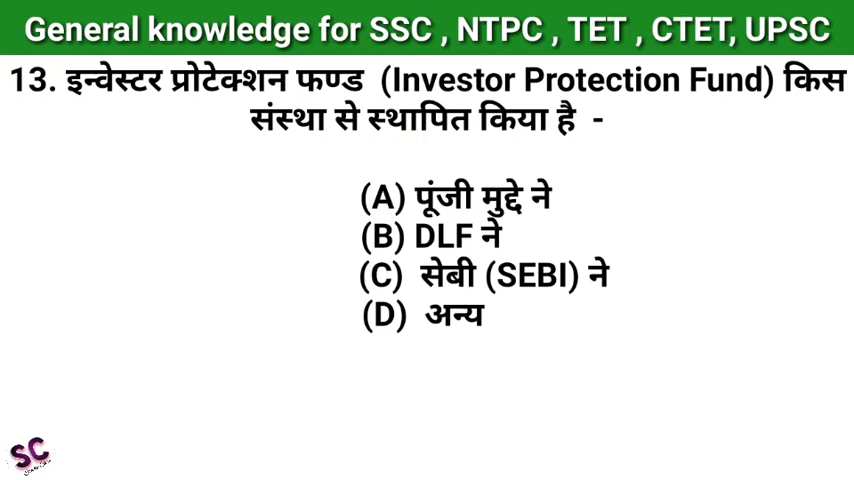 General knowledge for SSC , NTPC , TET , CTET, UPSC
13. इन्वेस्टर प्रोटेक्शन फण्ड (Investor Protection Fund) किस
संस्था से स्थापित किया है -
(A) पूंजी मुद्दे ने
(B) DLF ने
(C) सेबी (SEBI) ने
(D) अन्य
SC